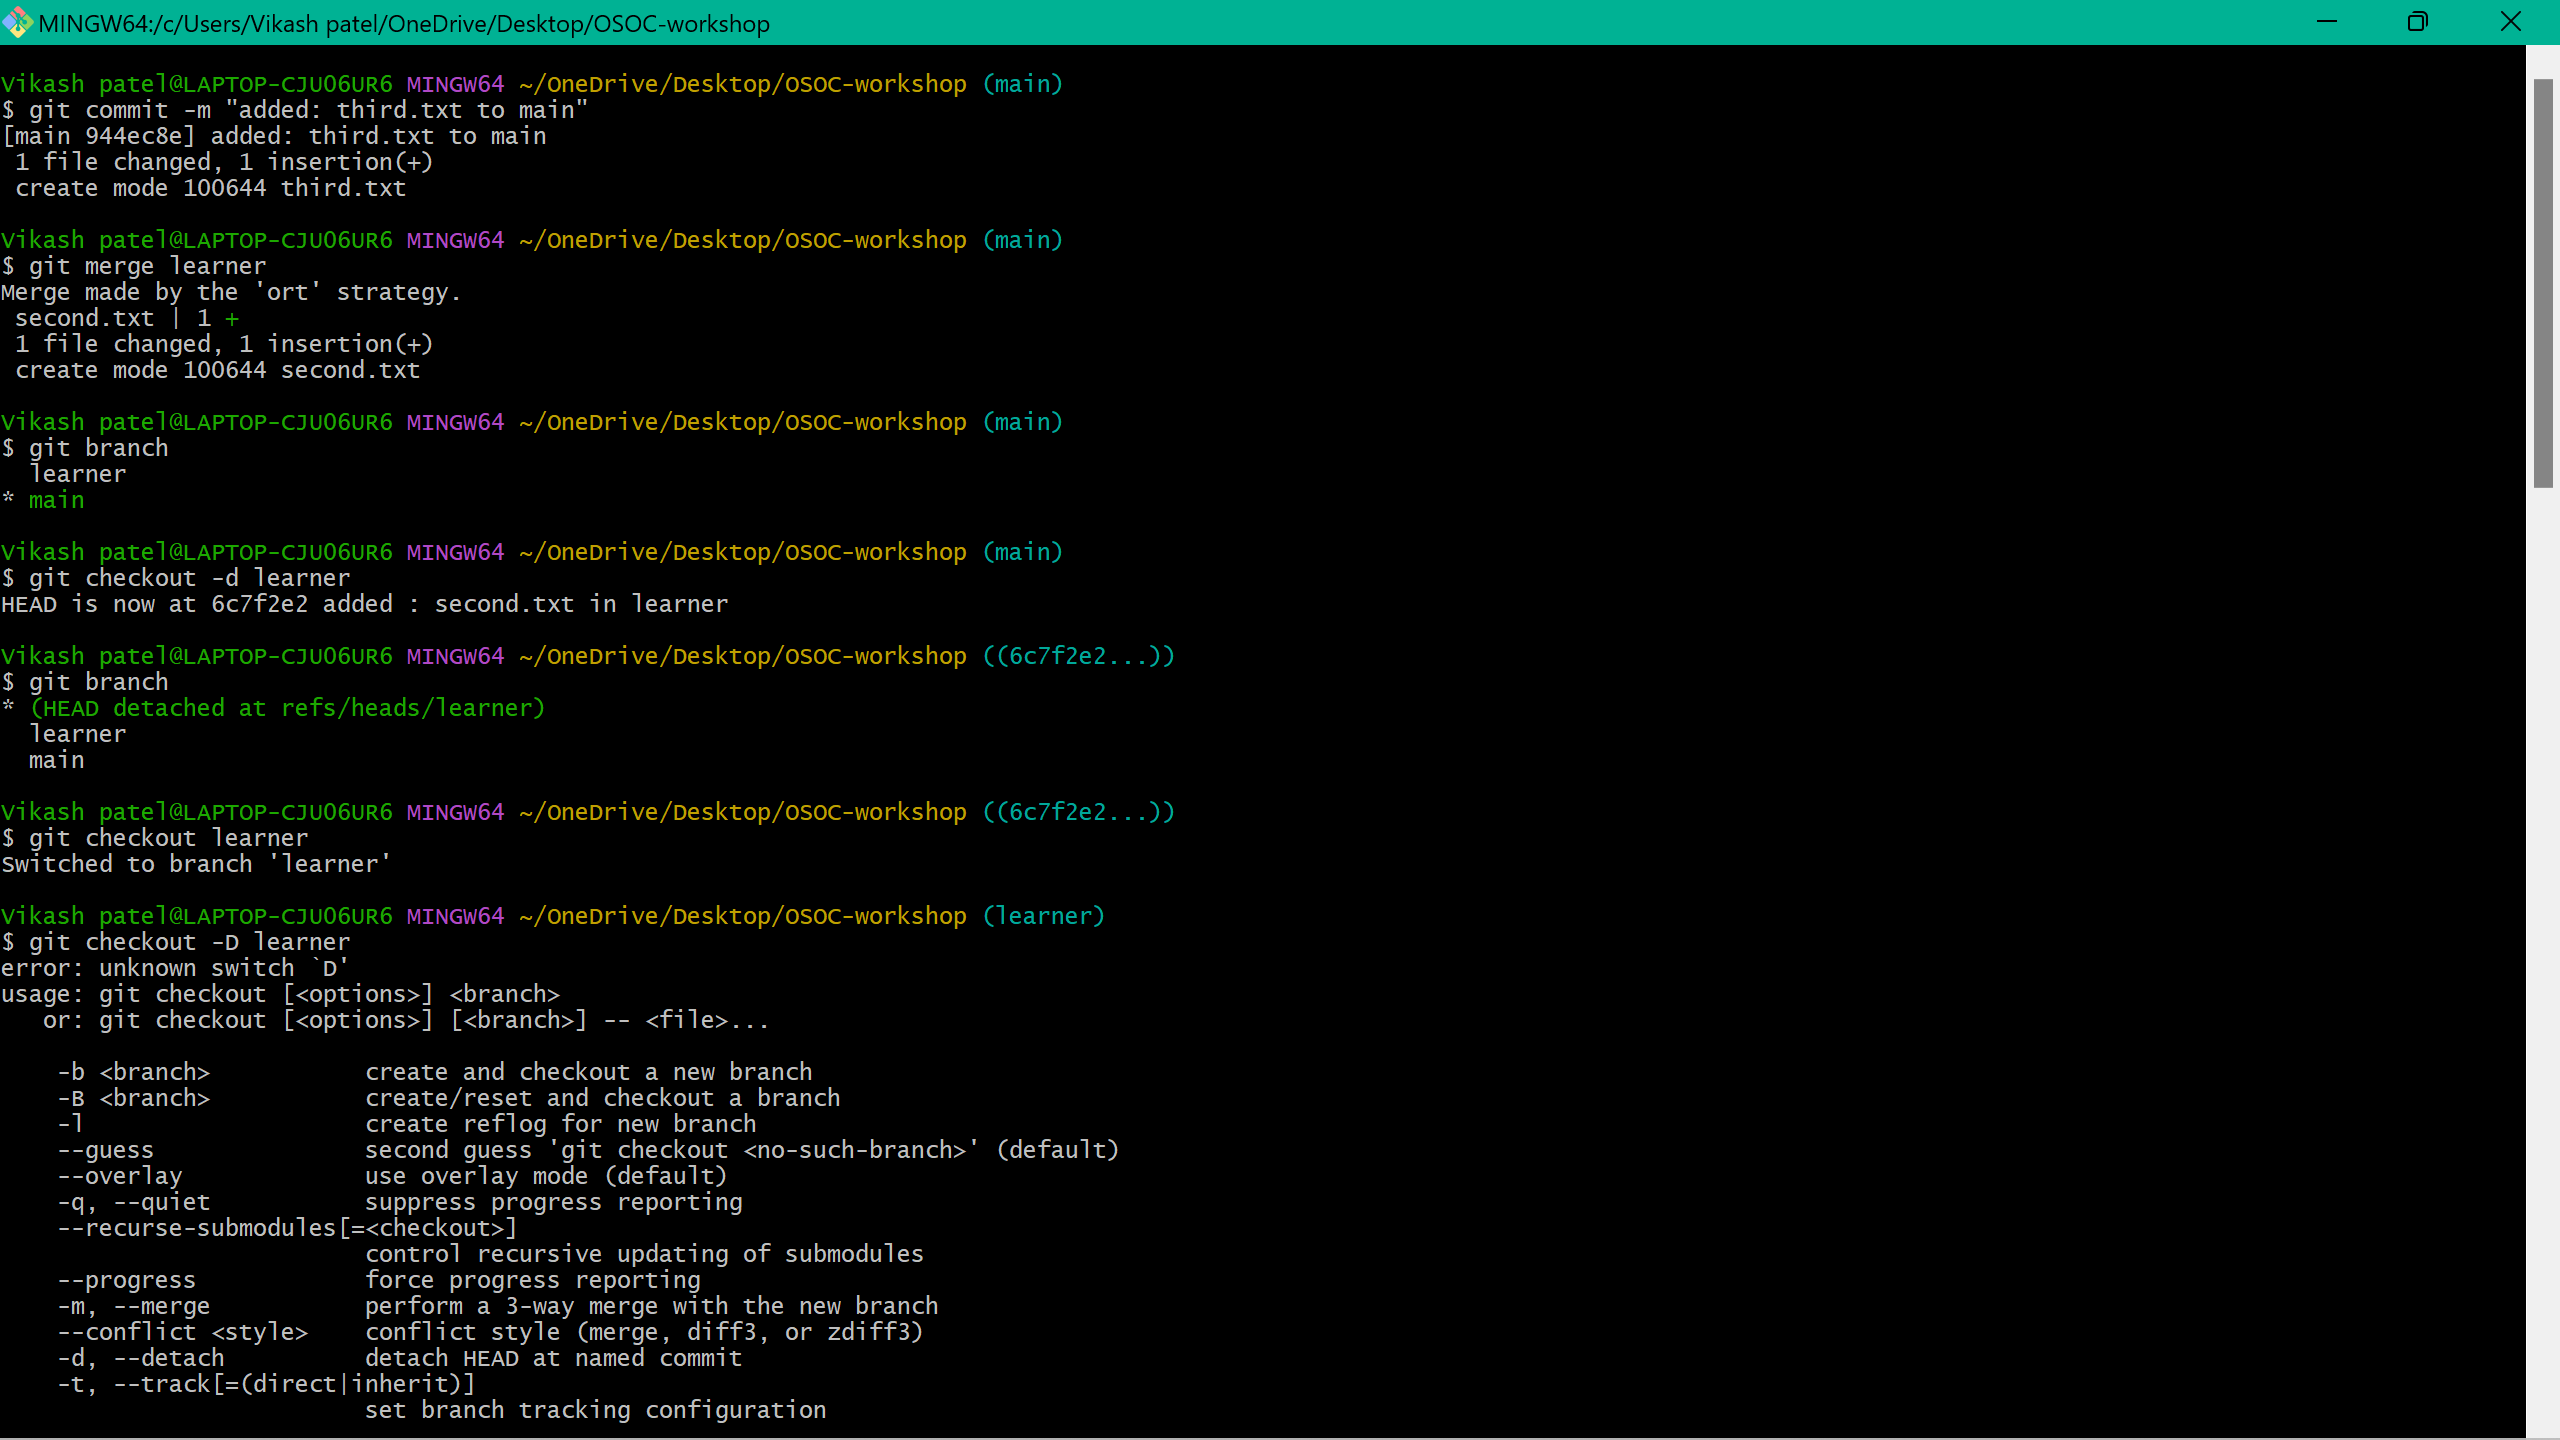 MINGW64:/c/Users/Vikash patel/OneDrive/Desktop/OSOC-workshop
Vikash patel@LAPTOP-CJU06UR6 MINGW64 ~/OneDrive/Desktop/OSOC-workshop (main)
$ git commit -m "added: third.txt to main"
[main 944ec8e] added: third.txt to main
 1 file changed, 1 insertion(+)
 create mode 100644 third.txt
Vikash patel@LAPTOP-CJU06UR6 MINGW64 ~/OneDrive/Desktop/OSOC-workshop (main)
$ git merge learner
Merge made by the 'ort' strategy.
 second.txt | 1 +
 1 file changed, 1 insertion(+)
 create mode 100644 second.txt
Vikash patel@LAPTOP-CJU06UR6 MINGW64 ~/OneDrive/Desktop/OSOC-workshop (main)
$ git branch
  learner
* main
Vikash patel@LAPTOP-CJU06UR6 MINGW64 ~/OneDrive/Desktop/OSOC-workshop (main)
$ git checkout -d learner
HEAD is now at 6c7f2e2 added : second.txt in learner
Vikash patel@LAPTOP-CJU06UR6 MINGW64 ~/OneDrive/Desktop/OSOC-workshop ((6c7f2e2...))
$ git branch
* (HEAD detached at refs/heads/learner)
  learner
  main
Vikash patel@LAPTOP-CJU06UR6 MINGW64 ~/OneDrive/Desktop/OSOC-workshop ((6c7f2e2...))
$ git checkout learner
Switched to branch 'learner'
Vikash patel@LAPTOP-CJU06UR6 MINGW64 ~/OneDrive/Desktop/OSOC-workshop (learner)
$ git checkout -D learner
error: unknown switch `D'
usage: git checkout [<options>] <branch>
   or: git checkout [<options>] [<branch>] -- <file>...
    -b <branch>           create and checkout a new branch
    -B <branch>           create/reset and checkout a branch
    -l                    create reflog for new branch
    --guess               second guess 'git checkout <no-such-branch>' (default)
    --overlay             use overlay mode (default)
    -q, --quiet           suppress progress reporting
    --recurse-submodules[=<checkout>]
                          control recursive updating of submodules
    --progress            force progress reporting
    -m, --merge           perform a 3-way merge with the new branch
    --conflict <style>    conflict style (merge, diff3, or zdiff3)
    -d, --detach          detach HEAD at named commit
    -t, --track[=(direct|inherit)]
                          set branch tracking configuration